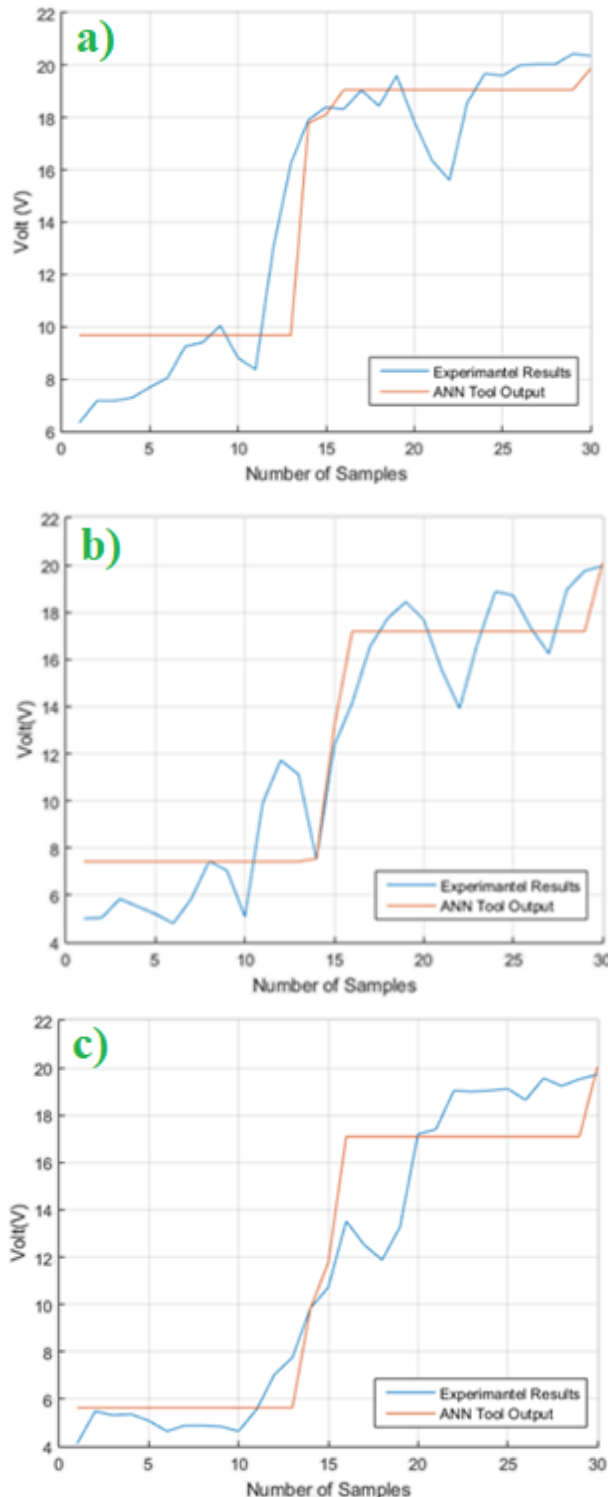 a)
22
20
18
16
14
12
10
8
6
Volt (V)
0 5 10 15 20 25 30
Number of Samples
Experimantel Results
ANN Tool Output
b)
22
20
18
16
14
12
10
8
6
4
Volt(V)
0 5 10 15 20 25 30
Number of Samples
Experimantel Results
ANN Tool Output
c)
22
20
18
16
14
12
10
8
6
4
Volt(V)
0 5 10 15 20 25 30
Number of Samples
Experimantel Results
ANN Tool Output